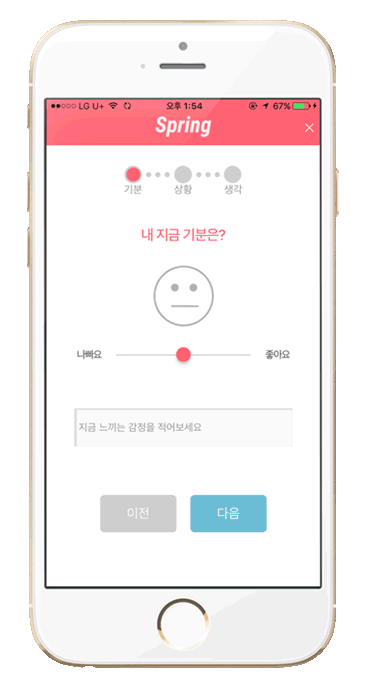 LG U+ 오후 1:54 67%
Spring
기분 상황 생각
내 지금 기분은?
나빠요 좋아요
지금 느끼는 감정을 적어보세요
이전 다음